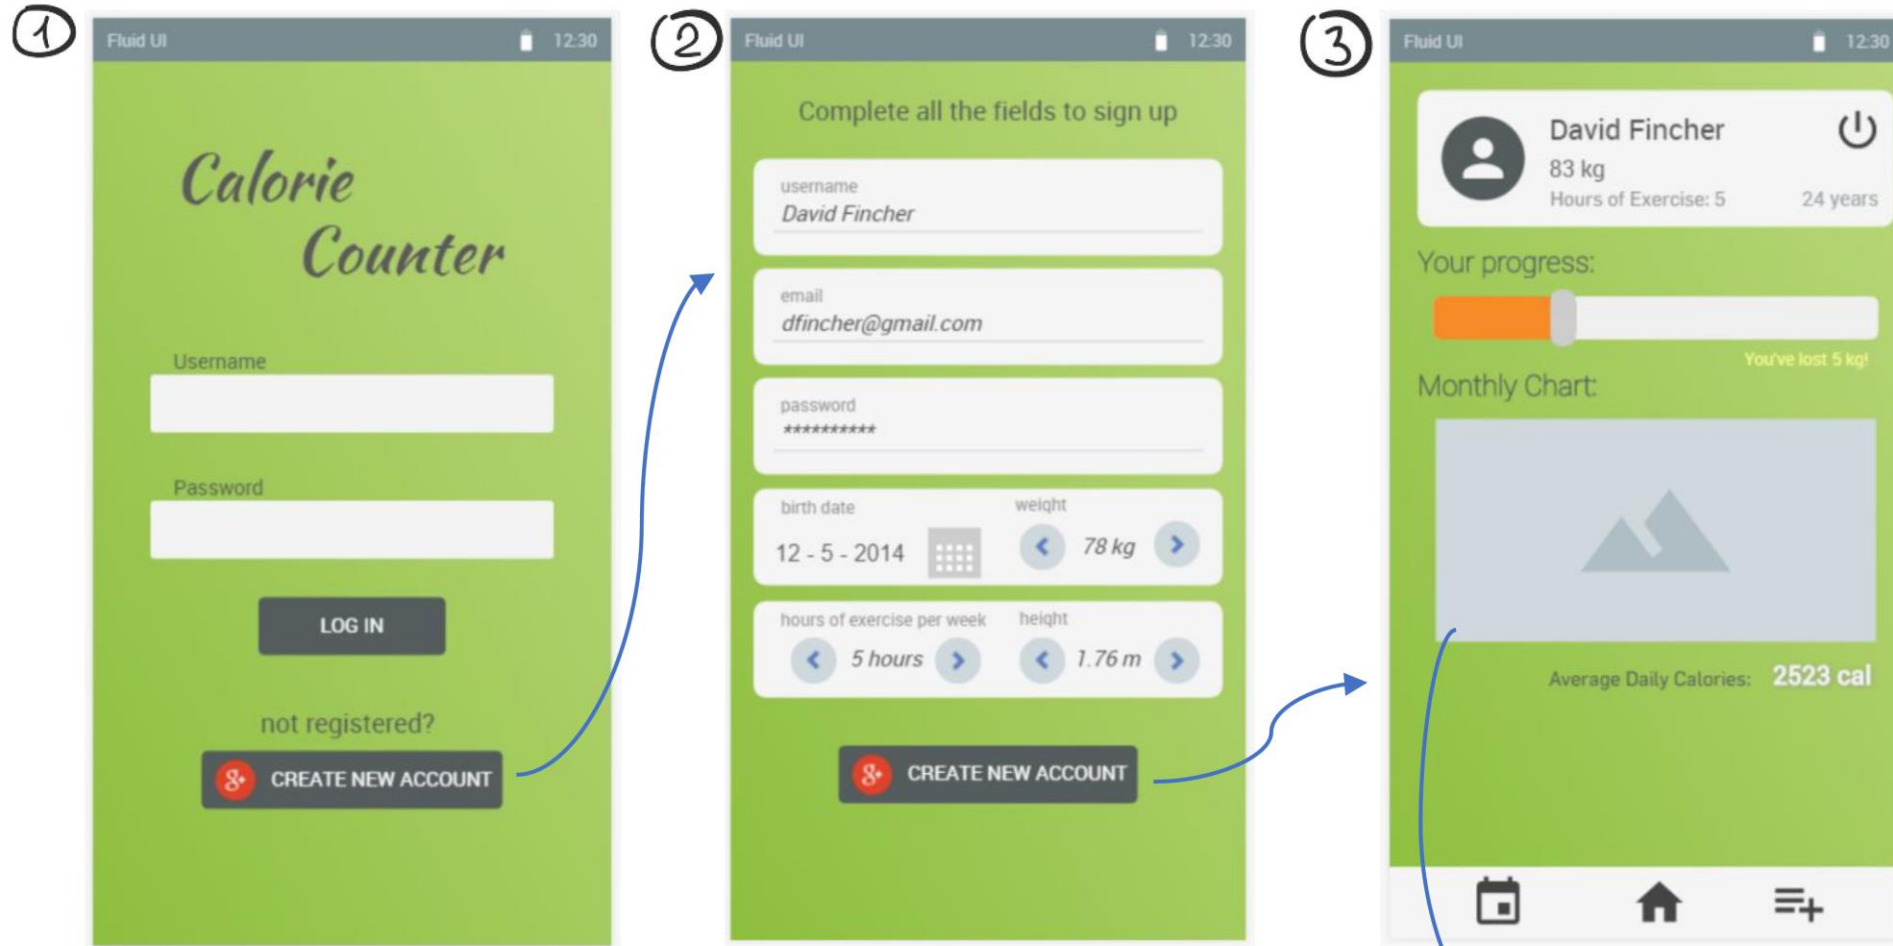 1
Fluid UI 12:30
Calorie
Counter
Username
Password
LOG IN
not registered?
g+ CREATE NEW ACCOUNT
2
Fluid UI 12:30
Complete all the fields to sign up
username
David Fincher
email
dfincher@gmail.com
password
**********
birth date weight
12 - 5 - 2014 78 kg
hours of exercise per week height
5 hours 1.76 m
g+ CREATE NEW ACCOUNT
3
Fluid UI 12:30
David Fincher
83 kg
Hours of Exercise: 5 24 years
Your progress:
You've lost 5 kg!
Monthly Chart:
Average Daily Calories: 2523 cal